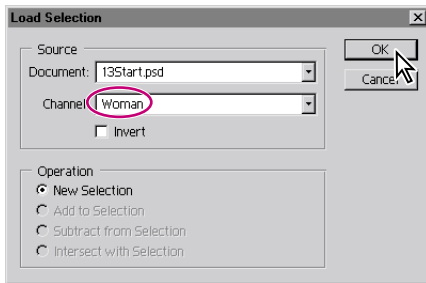 Load Selection
Source
OK
Document: 13Start.psd
Cancel
Channel: Woman
Invert
Operation
New Selection
Add to Selection
Subtract from Selection
Intersect with Selection